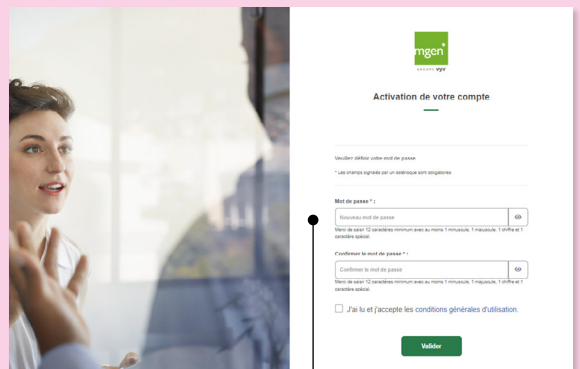 mgen*
GROUPE vyv
Activation de votre compte
Veuillez définir votre mot de passe
* Les champs signalés par un astérisque sont obligatoires
Mot de passe * :
Nouveau mot de passe
Merci de saisir 12 caractères minimum avec au moins 1 minuscule, 1 majuscule, 1 chiffre et 1
caractère spécial.
Confirmer le mot de passe * :
Confirmer le mot de passe
Merci de saisir 12 caractères minimum avec au moins 1 minuscule, 1 majuscule, 1 chiffre et 1
caractère spécial.
J'ai lu et j'accepte les conditions générales d'utilisation.
Valider